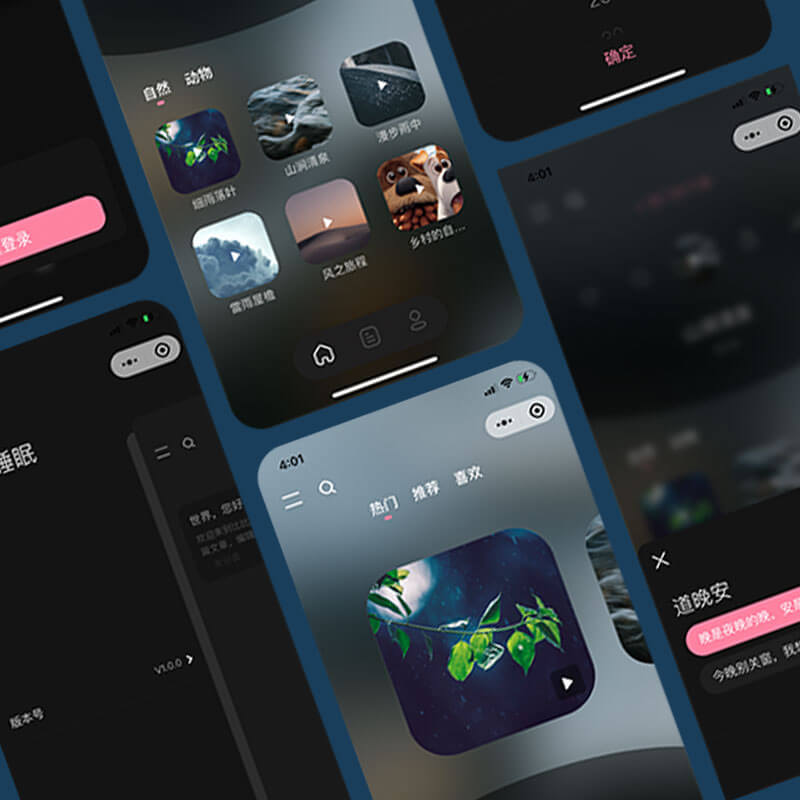 登录
自然 动物
细雨落叶
山涧清泉
漫步雨中
雷雨屋檐
风之旅程
乡村的自...
确定
睡眠
世界，您好
V1.0.0
版本号
4:01
热门 推荐 喜欢
4:01
道晚安
晚是夜晚的晚，安是
今晚别关窗，我